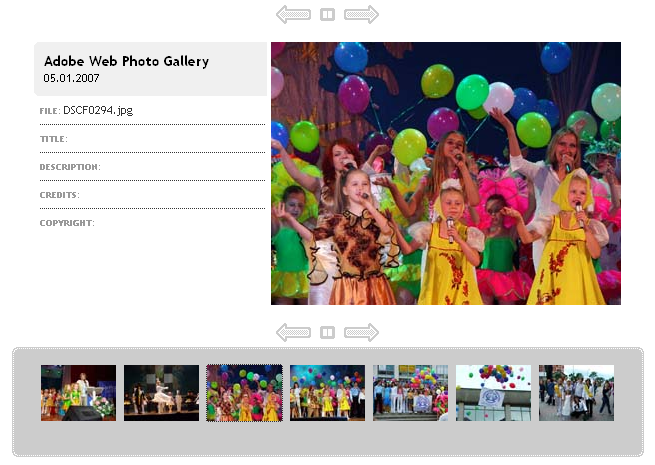 Adobe Web Photo Gallery
05.01.2007
FILE: DSCF0294.jpg
TITLE:
DESCRIPTION:
CREDITS:
COPYRIGHT: